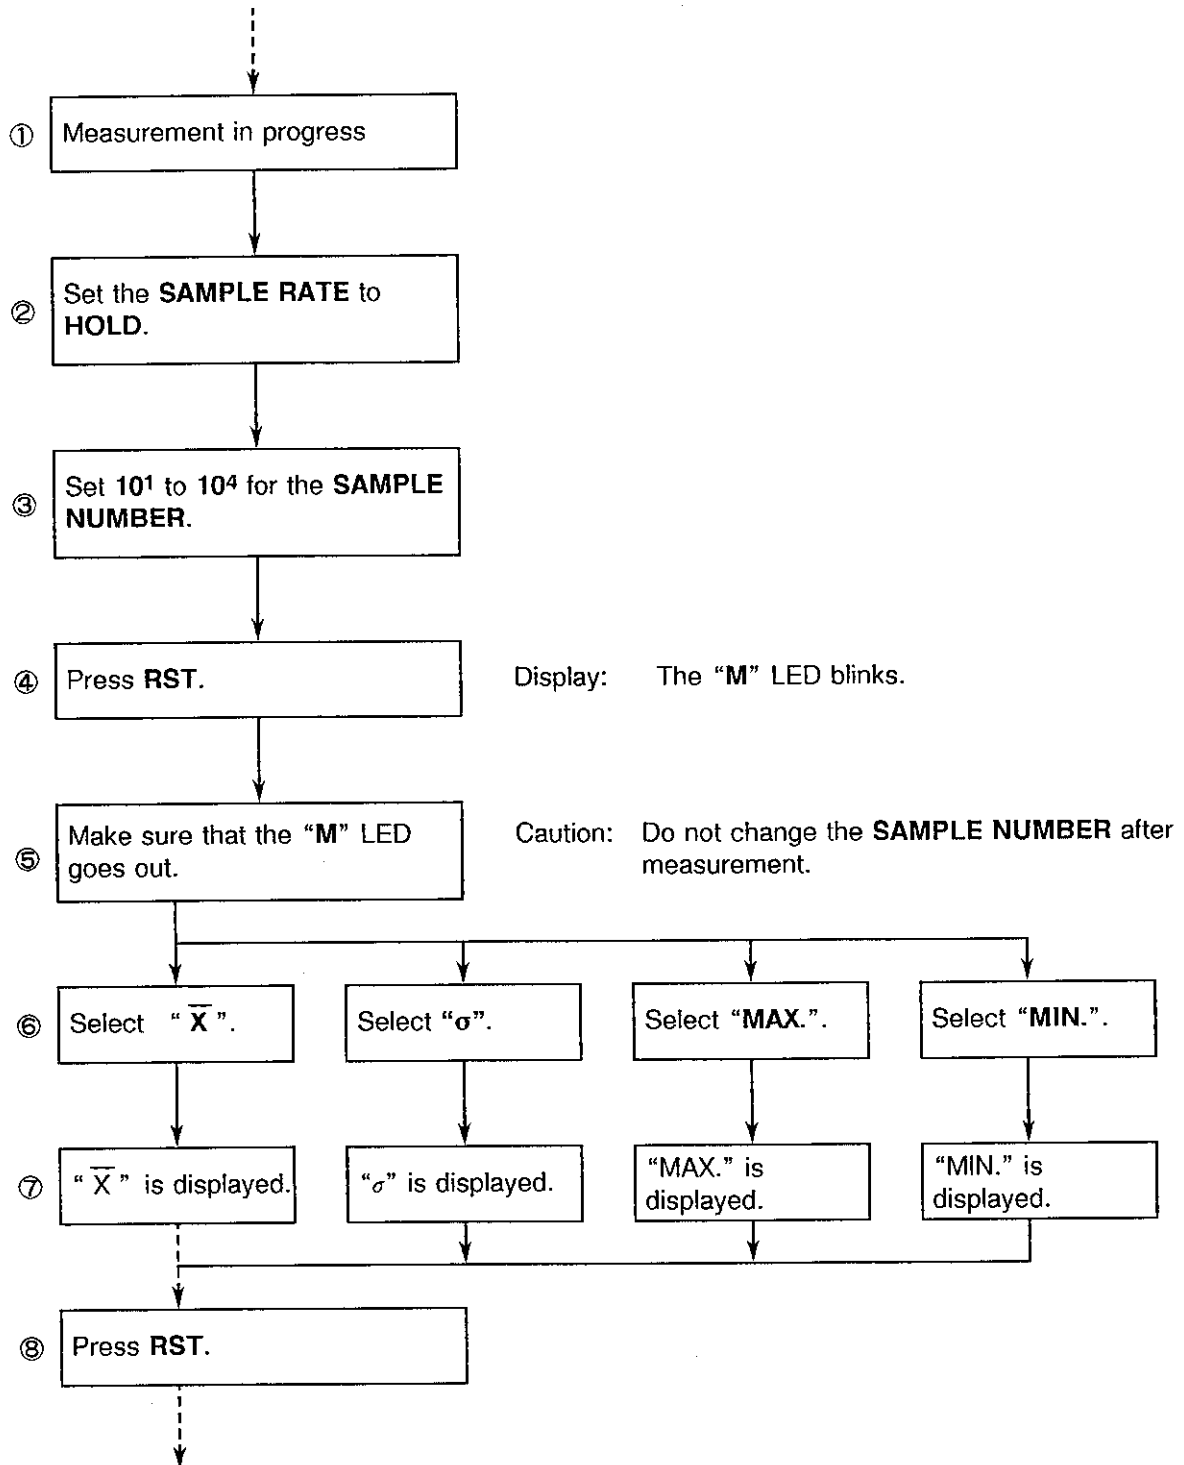 ① Measurement in progress
② Set the SAMPLE RATE to
HOLD.
③ Set 10¹ to 10⁴ for the SAMPLE
NUMBER.
④ Press RST.
Display: The “M” LED blinks.
⑤ Make sure that the “M” LED
goes out.
Caution: Do not change the SAMPLE NUMBER after
measurement.
⑥ Select “X̅”.
Select “σ”.
Select “MAX.”.
Select “MIN.”.
⑦ “X̅” is displayed.
“σ” is displayed.
“MAX.” is
displayed.
“MIN.” is
displayed.
⑧ Press RST.